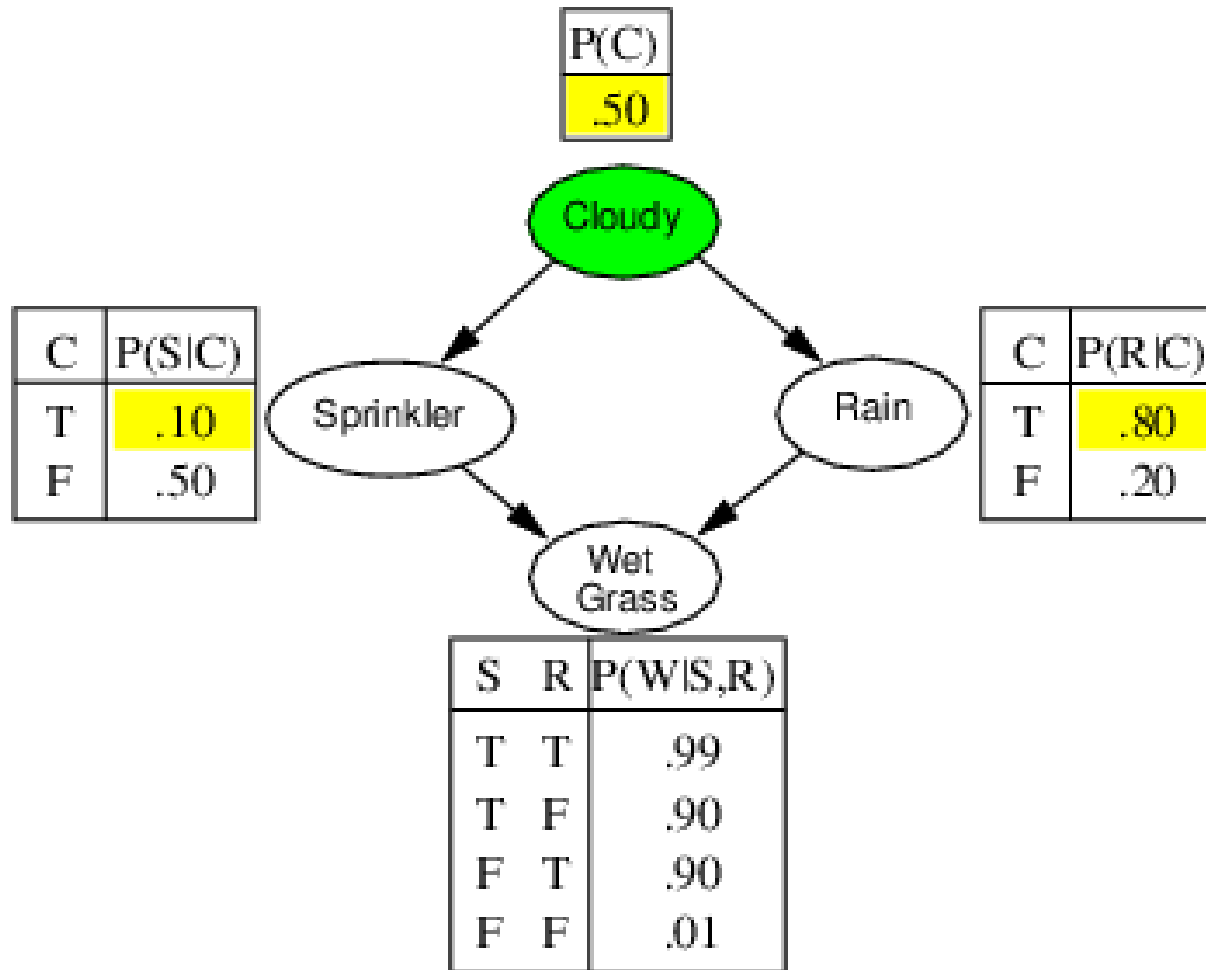 P(C)
.50
Cloudy
C P(S|C)
T .10
F .50
Sprinkler
Rain
C P(R|C)
T .80
F .20
Wet
Grass
S R P(W|S,R)
T T .99
T F .90
F T .90
F F .01